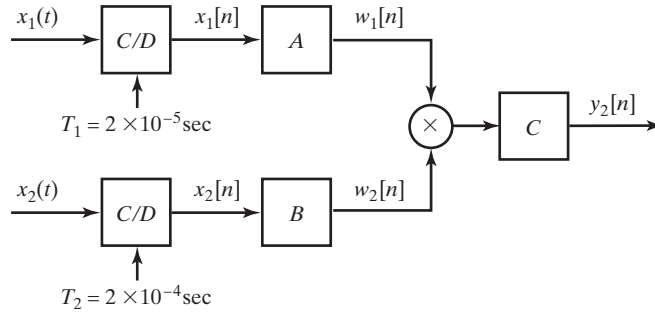 x₁(t) C/D x₁[n] A w₁[n]
T₁ = 2 ×10⁻⁵sec
× C y₂[n]
x₂(t) C/D x₂[n] B w₂[n]
T₂ = 2 ×10⁻⁴sec